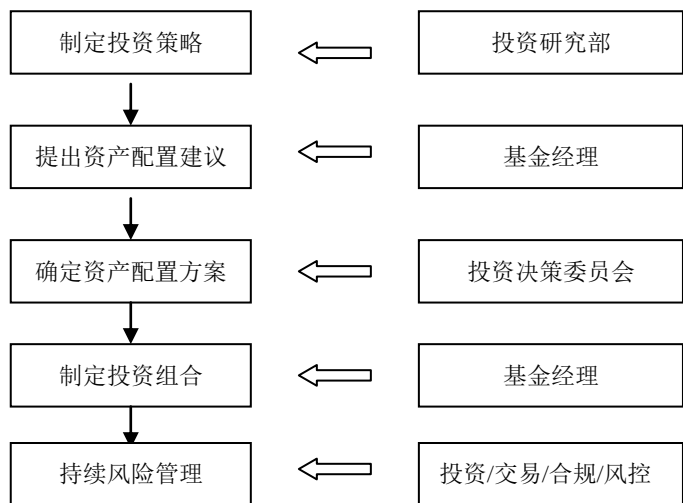 制定投资策略
投资研究部
提出资产配置建议
基金经理
确定资产配置方案
投资决策委员会
制定投资组合
基金经理
持续风险管理
投资/交易/合规/风控